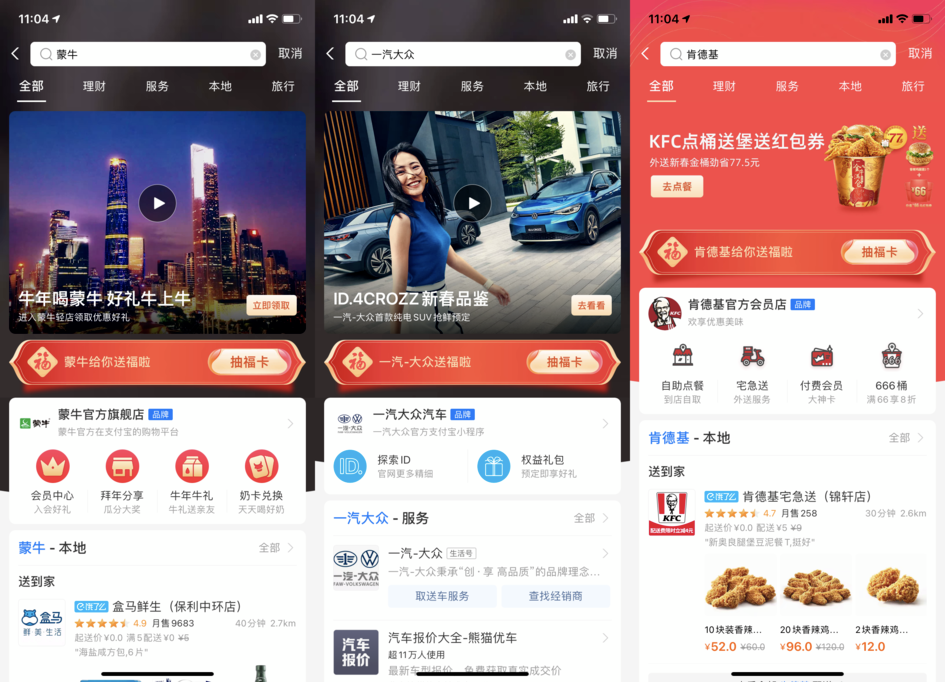 11:04
蒙牛
取消
全部 理财 服务 本地 旅行
牛年喝蒙牛 好礼牛上牛
进入蒙牛轻店领取优惠好礼
立即领取
福
蒙牛给你送福啦
抽福卡
蒙牛
蒙牛官方旗舰店 品牌
蒙牛官方在支付宝的购物平台
会员中心 拜年分享 牛年牛礼 奶卡兑换
入会好礼 瓜分大奖 牛礼送亲友 天天喝好奶
蒙牛 - 本地
全部
送到家
盒马
鲜·美·生活
盒马鲜生（保利中环店）
4.9 月售9683
40分钟 2.7km
起送价¥0.0 满5配送¥0 ¥5
"海盐咸方包,6片"
11:04
一汽大众
取消
全部 理财 服务 本地 旅行
ID.4CROZZ新春品鉴
一汽-大众首款纯电SUV抢鲜预定
去看看
福
一汽-大众送福啦
抽福卡
一汽-大众
一汽大众汽车 品牌
一汽大众官方支付宝小程序
ID.
探索ID
官网更多精细
权益礼包
预定即享好礼
一汽大众 - 服务
全部
一汽-大众
FAW-VOLKSWAGEN
一汽-大众 生活号
一汽-大众秉承“创·享 高品质”的品牌理念...
取送车服务
查找经销商
汽车
报价
汽车报价大全-熊猫优车
超11万人使用
最新车型报价，免费获取真实成交价
11:04
肯德基
取消
全部 理财 服务 本地 旅行
KFC点桶送堡送红包券
外送新春金桶劲省77.5元
去点餐
送
福
肯德基给你送福啦
抽福卡
KFC
肯德基官方会员店 品牌
欢享优惠美味
自助点餐 宅急送 付费会员 666桶
到店自取 外送服务 大神卡 满66享8折
肯德基 - 本地
全部
送到家
KFC
肯德基宅急送（锦轩店）
4.7 月售258
30分钟 2.6km
起送价¥0.0 配送¥5 ¥9
"新奥良腿堡豆泥餐T,挺好"
10块装香辣... 20块香辣鸡... 2块香辣鸡...
¥52.0 ¥60.0 ¥96.0 ¥120.0 ¥12.0